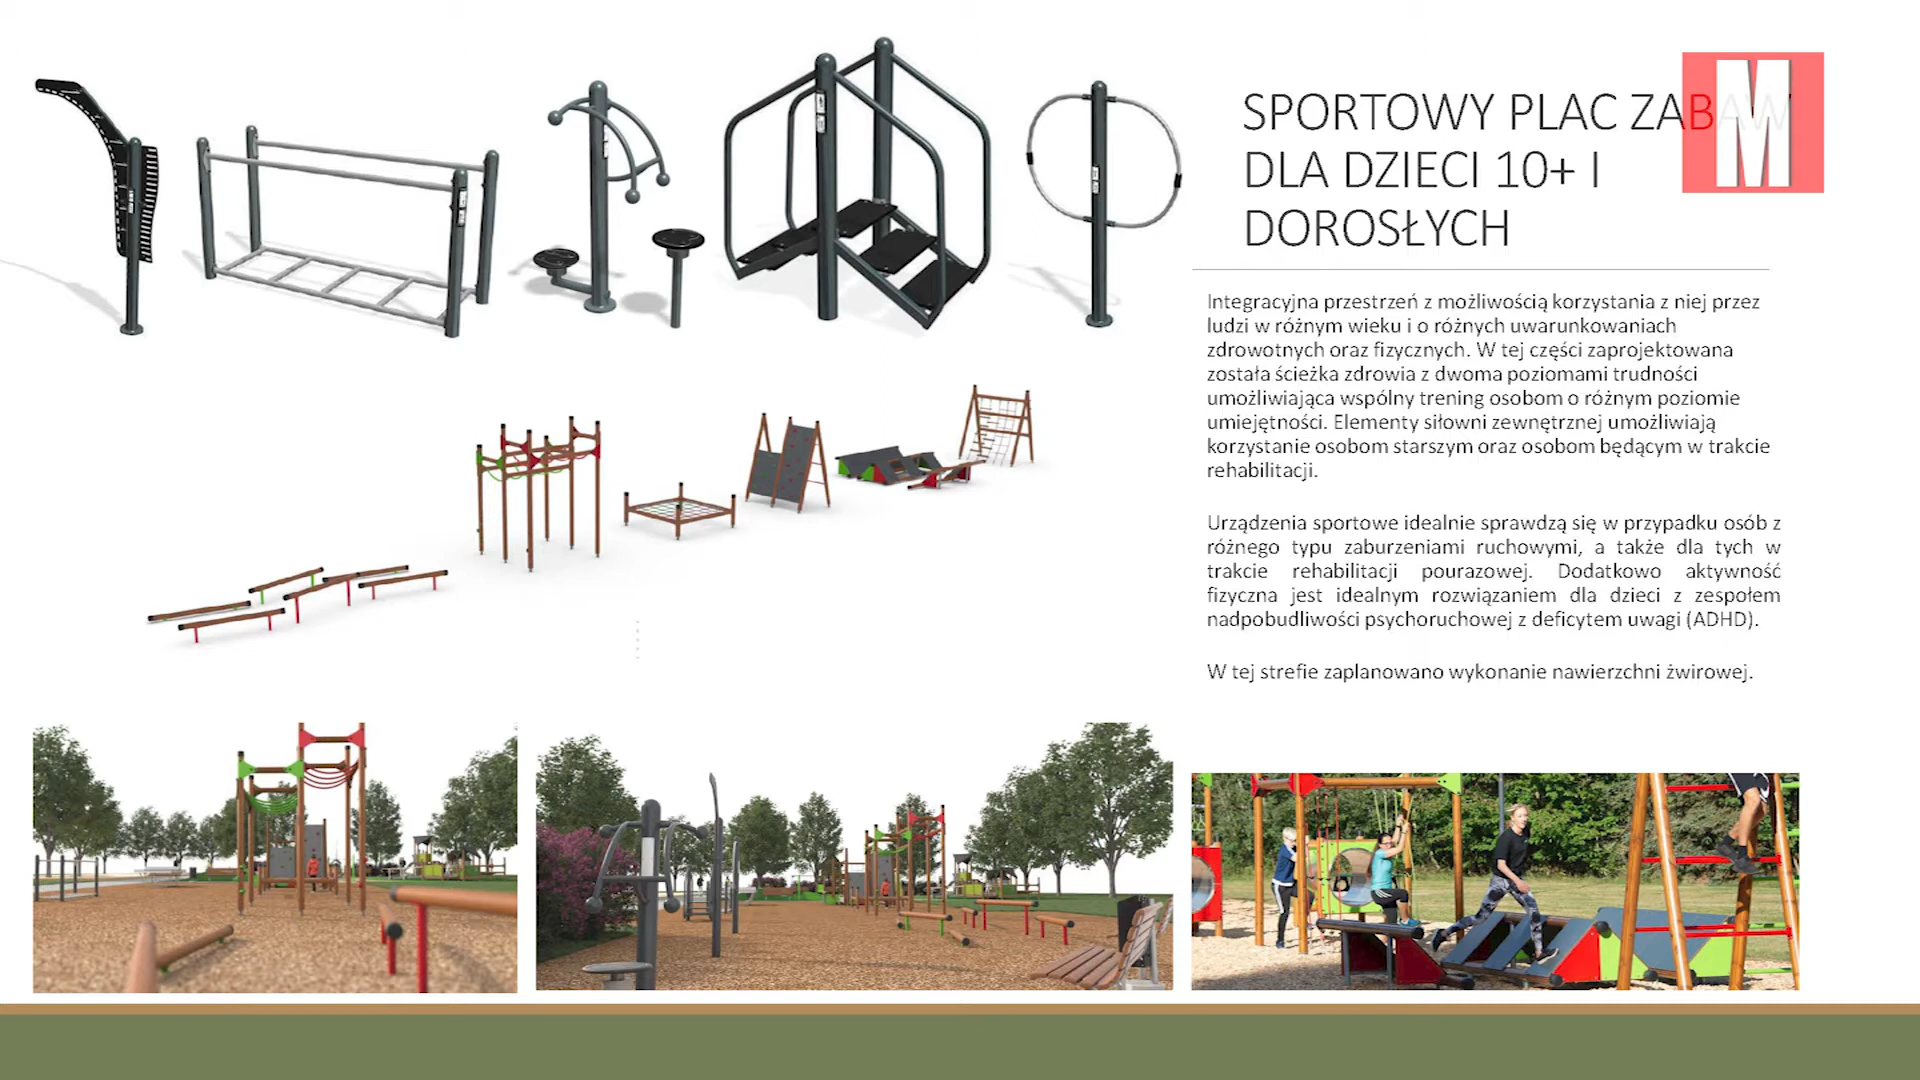 SPORTOWY PLAC ZABAW
DLA DZIECI 10+ I
DOROSŁYCH
M
Integracyjna przestrzeń z możliwością korzystania z niej przez
ludzi w różnym wieku i o różnych uwarunkowaniach
zdrowotnych oraz fizycznych. W tej części zaprojektowana
została ścieżka zdrowia z dwoma poziomami trudności
umożliwiająca wspólny trening osobom o różnym poziomie
umiejętności. Elementy siłowni zewnętrznej umożliwiają
korzystanie osobom starszym oraz osobom będącym w trakcie
rehabilitacji.
Urządzenia sportowe idealnie sprawdzą się w przypadku osób z
różnego typu zaburzeniami ruchowymi, a także dla tych w
trakcie rehabilitacji pourazowej. Dodatkowo aktywność
fizyczna jest idealnym rozwiązaniem dla dzieci z zespołem
nadpobudliwości psychoruchowej z deficytem uwagi (ADHD).
W tej strefie zaplanowano wykonanie nawierzchni żwirowej.